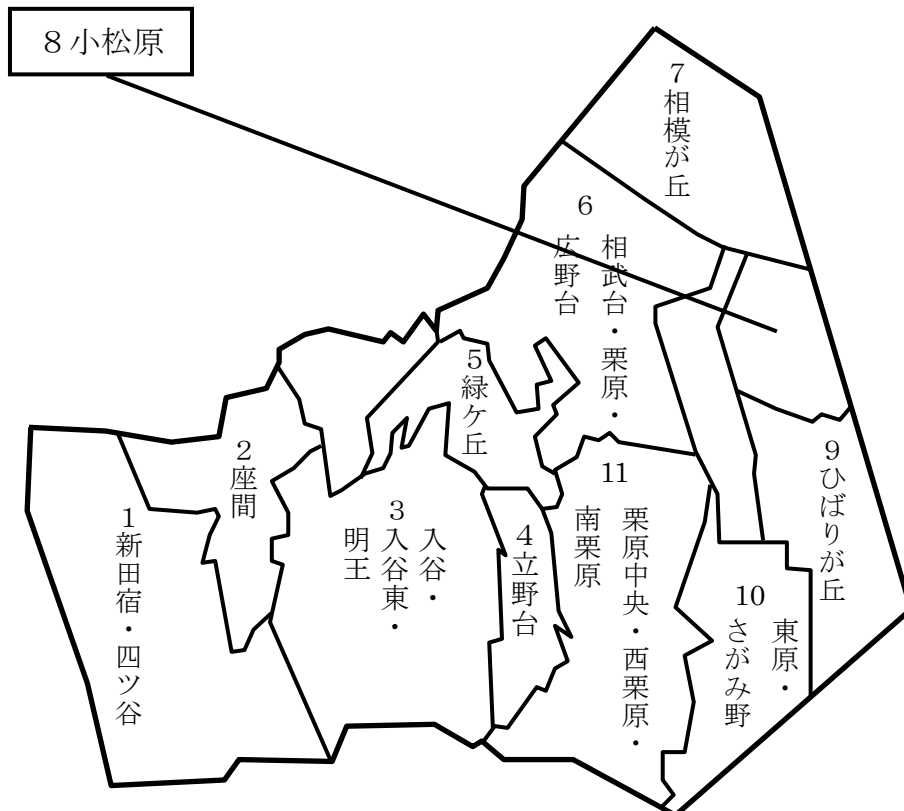 ８小松原
７相模が丘
６
相武台・栗原・
広野台
５緑ケ丘
２座間
１新田宿・四ツ谷
入谷・
３入谷東・
明王
４立野台
11
栗原中央・西栗原・
南栗原
９ひばりが丘
10
東原・
さがみ野